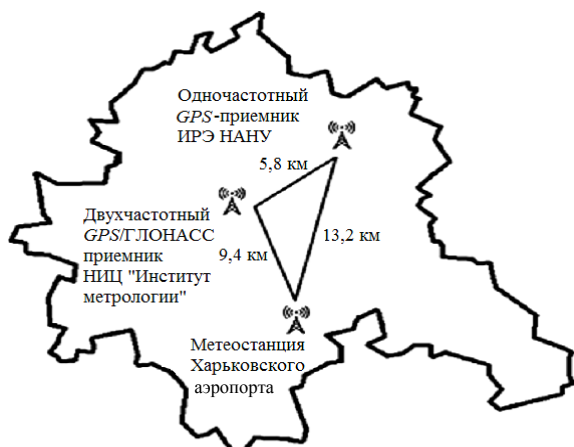 Одночастотный
GPS-приемник
ИРЭ НАНУ
5,8 км
Двухчастотный
GPS/ГЛОНАСС
приемник
НИЦ "Институт
метрологии"
9,4 км
13,2 км
Метеостанция
Харьковского
аэропорта